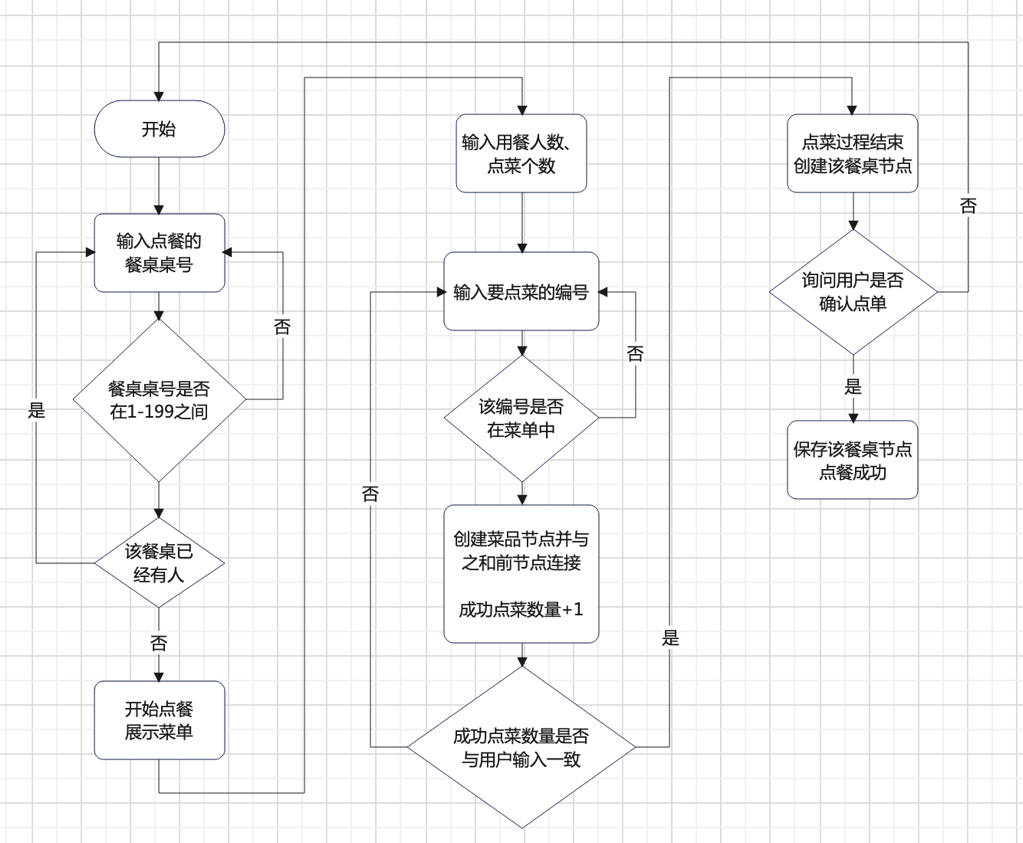 开始
输入点餐的
餐桌桌号
否
餐桌桌号是否
在1-199之间
是
该餐桌已
经有人
否
开始点餐
展示菜单
输入用餐人数、
点菜个数
输入要点菜的编号
否
该编号是否
在菜单中
否
创建菜品节点并与
之和前节点连接
成功点菜数量+1
是
成功点菜数量是否
与用户输入一致
点菜过程结束
创建该餐桌节点
否
询问用户是否
确认点单
是
保存该餐桌节点
点餐成功